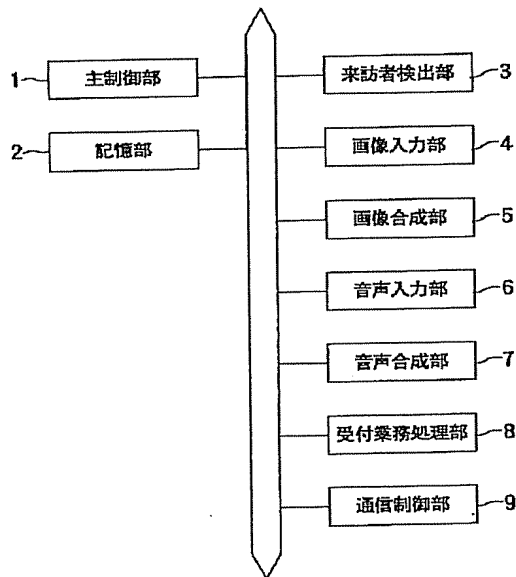 1 主制御部
来訪者検出部 3
2 記憶部
画像入力部 4
画像合成部 5
音声入力部 6
音声合成部 7
受付業務処理部 8
通信制御部 9